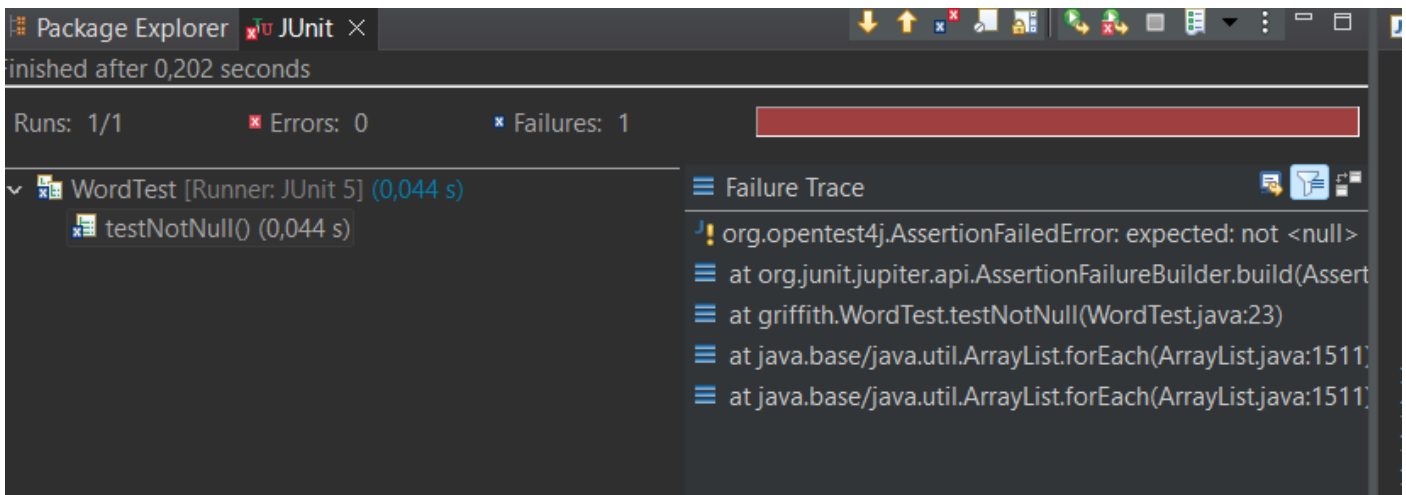 Package Explorer JUnit
Finished after 0,202 seconds
Runs: 1/1 Errors: 0 Failures: 1
WordTest [Runner: JUnit 5] (0,044 s)
testNotNull() (0,044 s)
Failure Trace
org.opentest4j.AssertionFailedError: expected: not <null>
at org.junit.jupiter.api.AssertionFailureBuilder.build(Assert
at griffith.WordTest.testNotNull(WordTest.java:23)
at java.base/java.util.ArrayList.forEach(ArrayList.java:1511)
at java.base/java.util.ArrayList.forEach(ArrayList.java:1511)